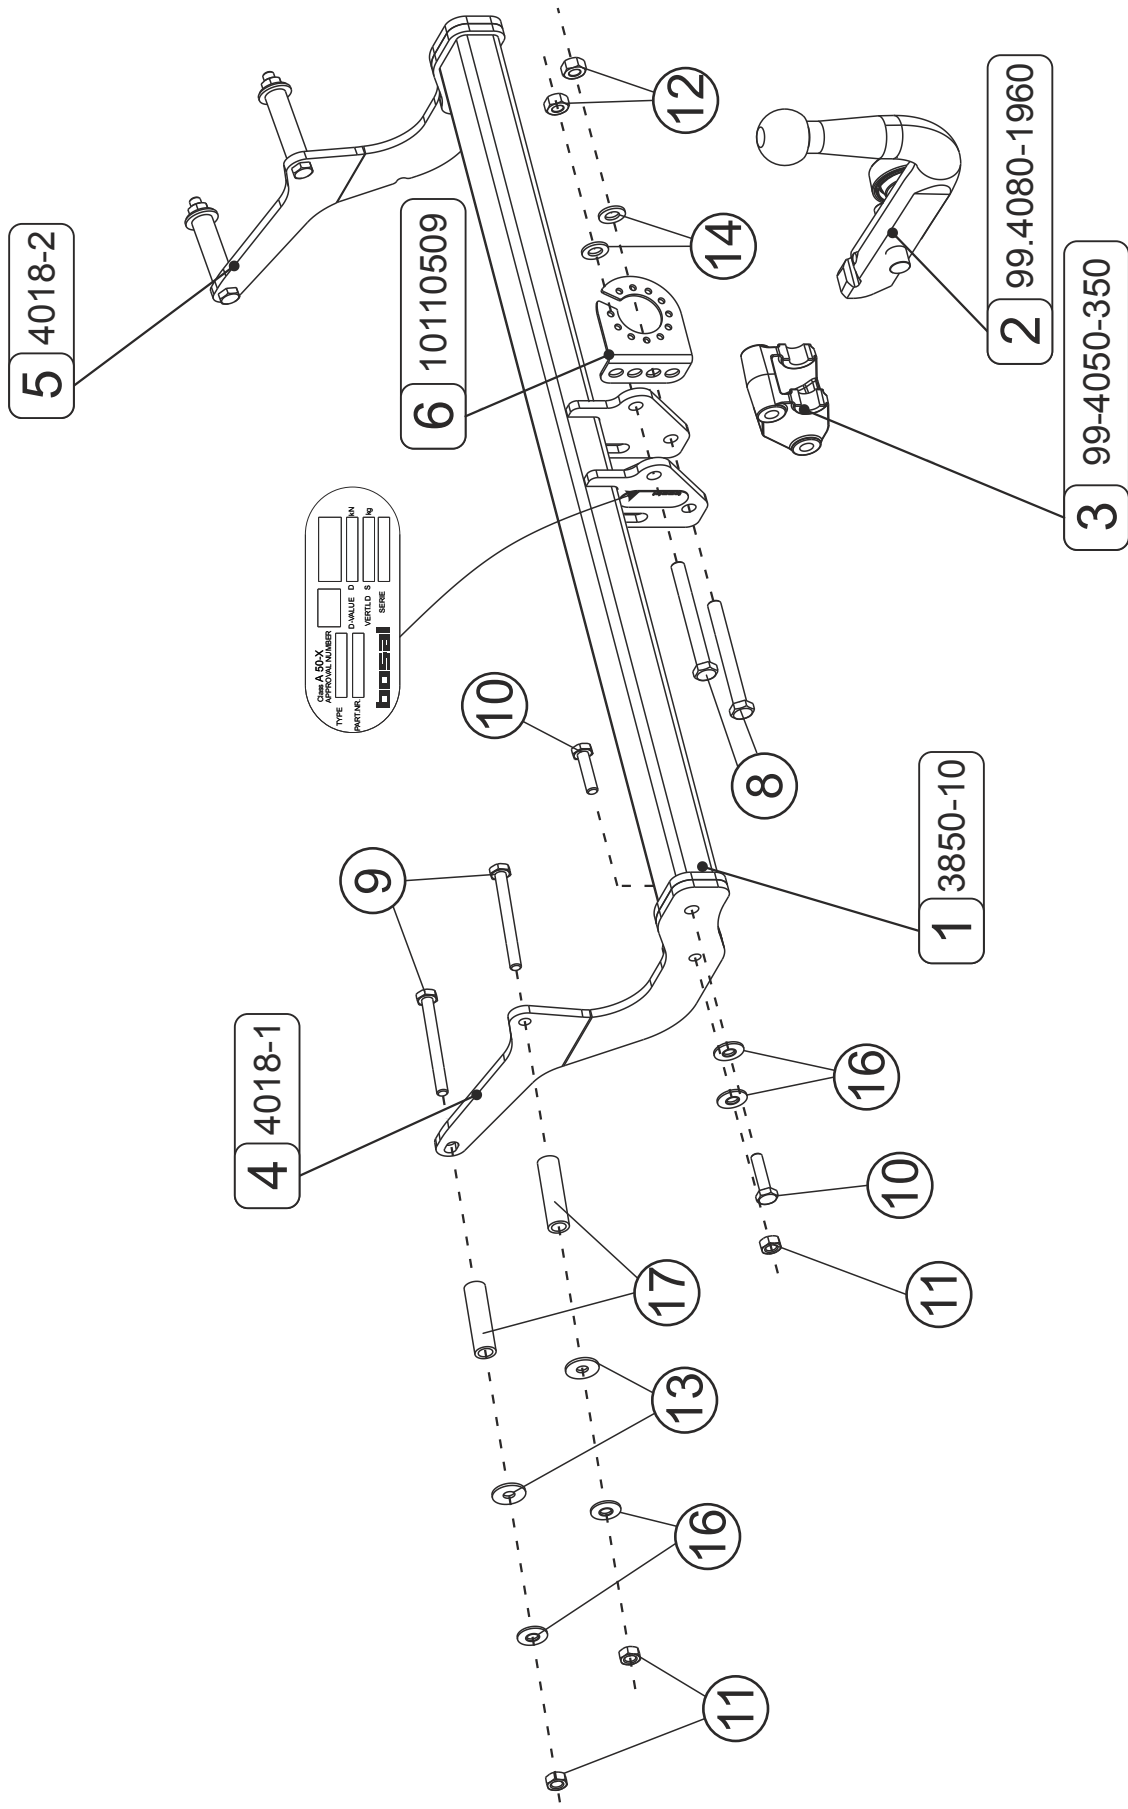 5 4018-2
12
6 10110509
14
2 99.4080-1960
3 99-4050-350
Class A 50-X
APPROVAL NUMBER
TYPE
D-VALUE D kN
PART.NR.
VERT.LD S kg
bosal SERIE
10
9
8
1 3850-10
4 4018-1
16
10
11
17
13
16
11